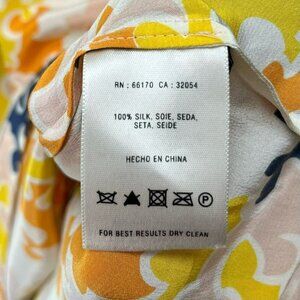 RN : 66170 CA : 32054
100% SILK, SOIE, SEDA,
SETA, SEIDE
HECHO EN CHINA
P
FOR BEST RESULTS DRY CLEAN